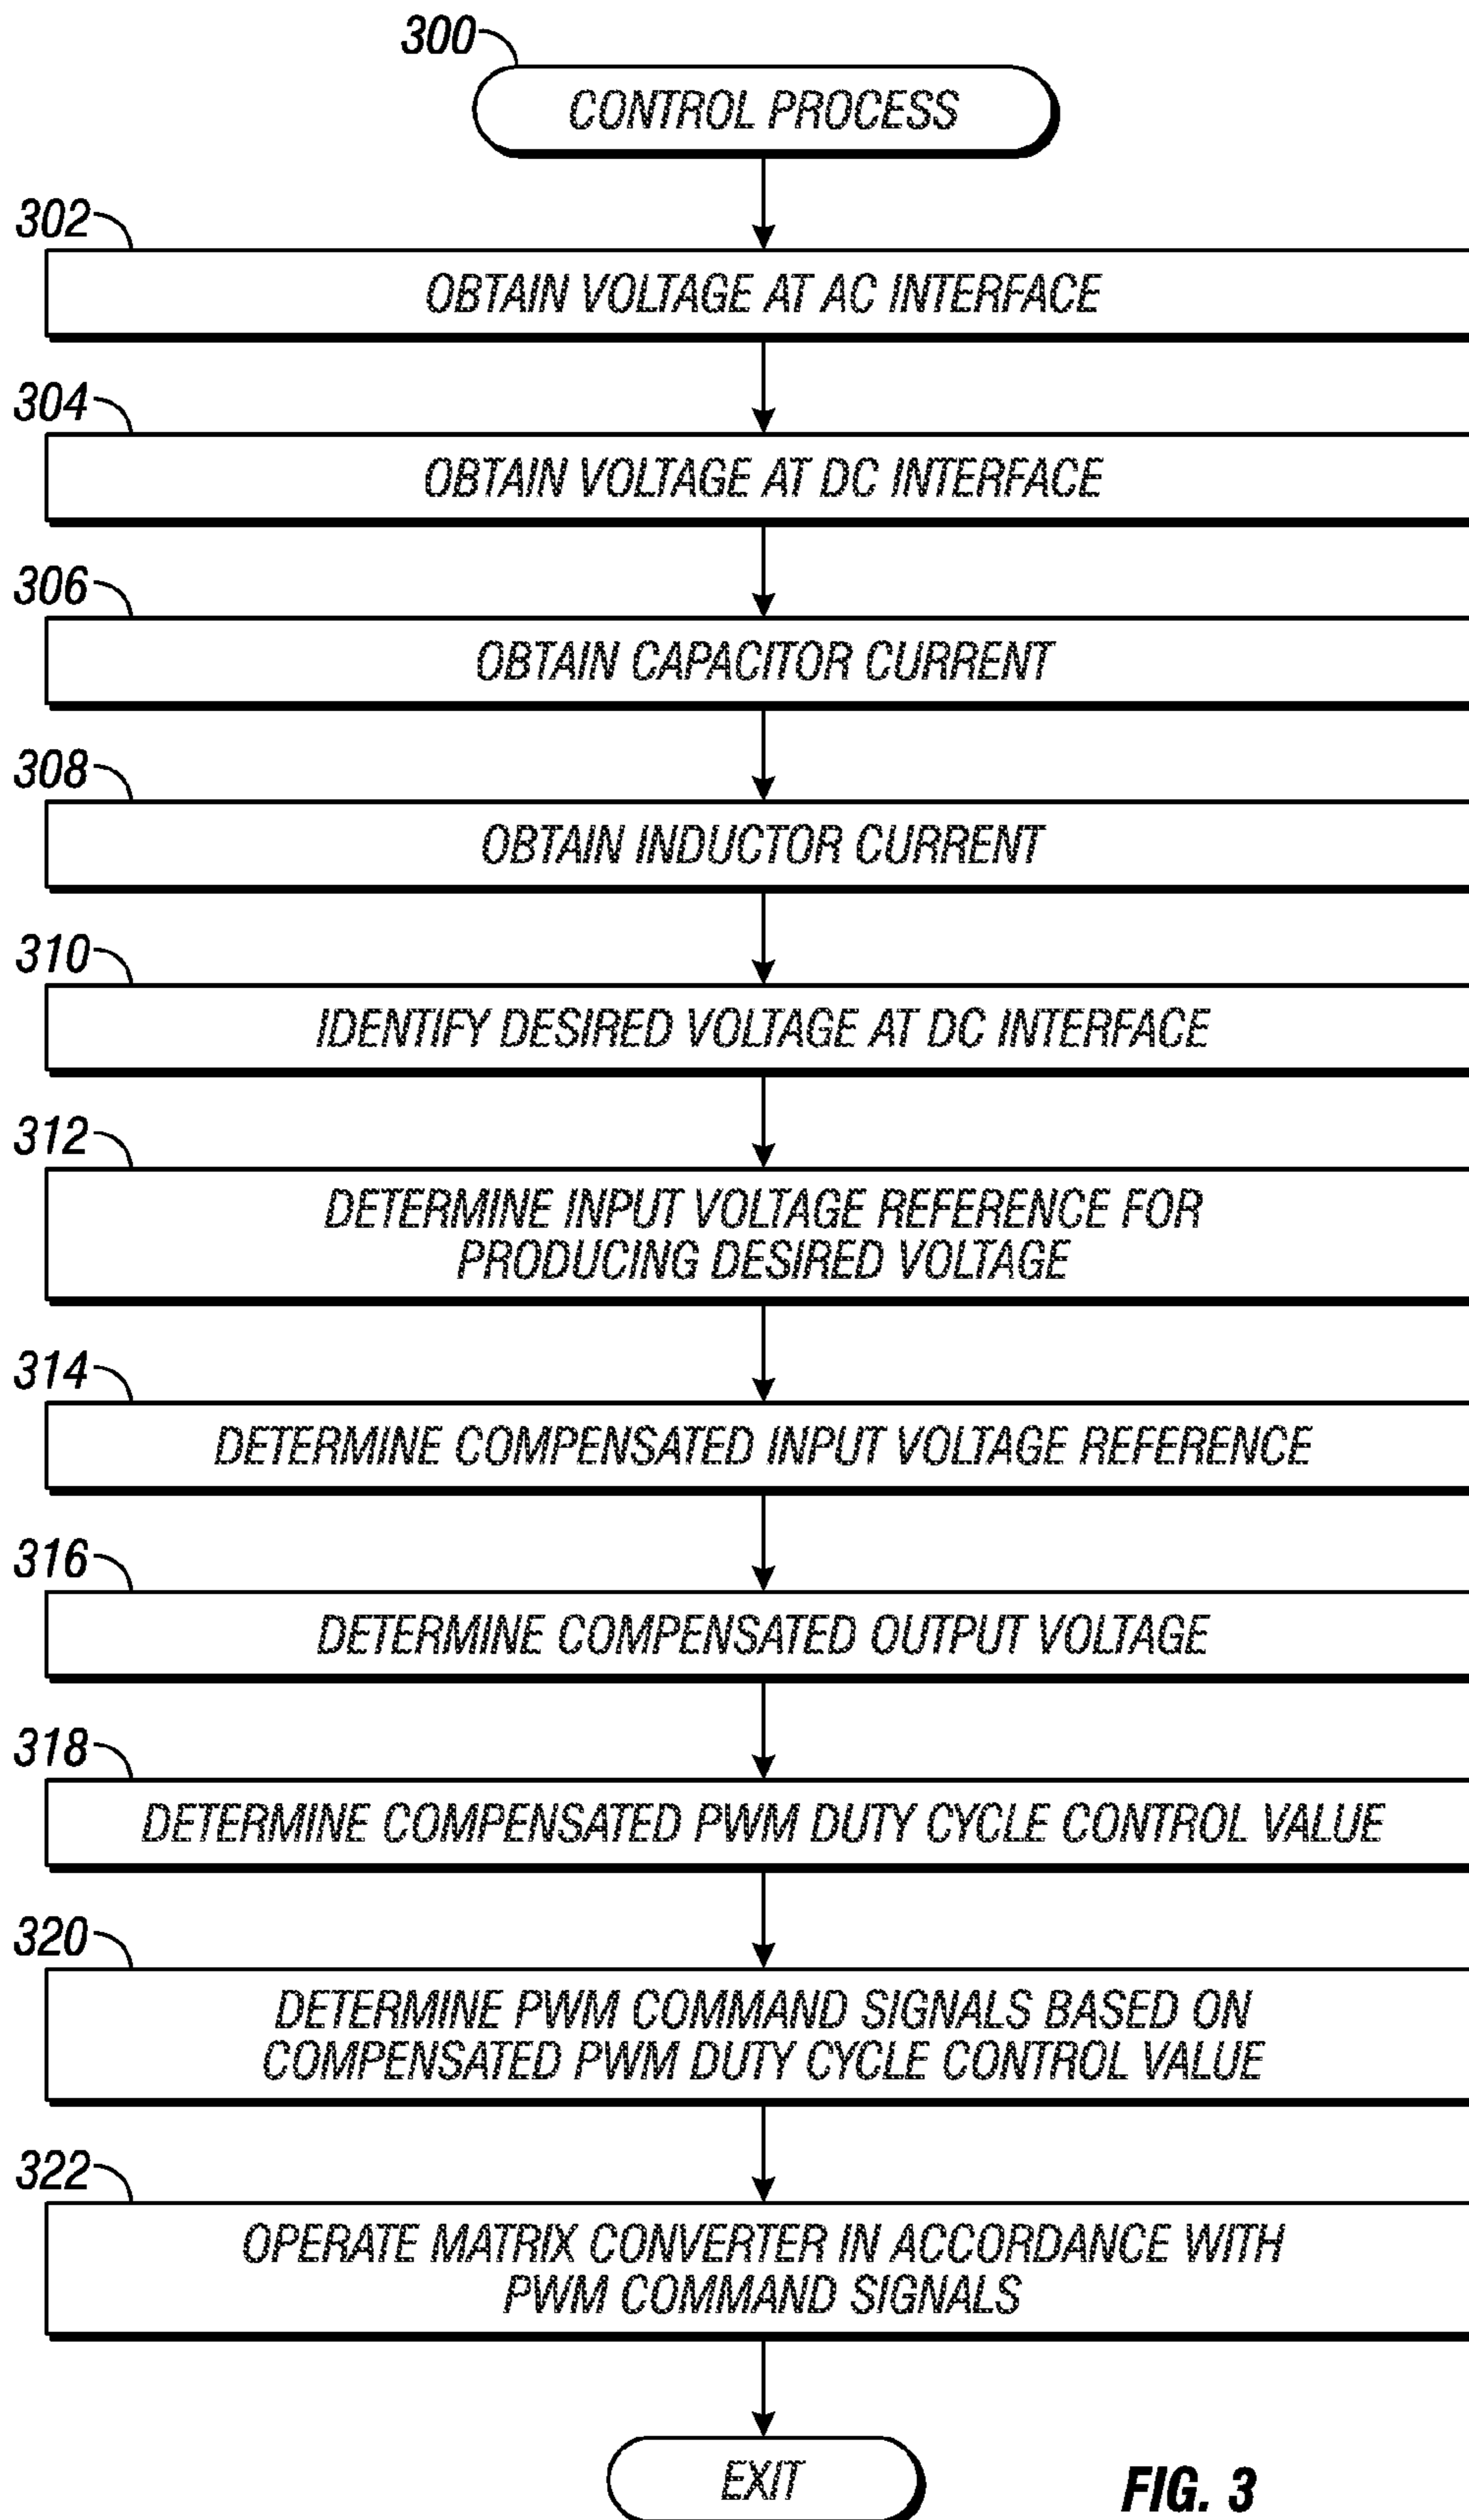 300
CONTROL PROCESS
302
OBTAIN VOLTAGE AT AC INTERFACE
304
OBTAIN VOLTAGE AT DC INTERFACE
306
OBTAIN CAPACITOR CURRENT
308
OBTAIN INDUCTOR CURRENT
310
IDENTIFY DESIRED VOLTAGE AT DC INTERFACE
312
DETERMINE INPUT VOLTAGE REFERENCE FOR
PRODUCING DESIRED VOLTAGE
314
DETERMINE COMPENSATED INPUT VOLTAGE REFERENCE
316
DETERMINE COMPENSATED OUTPUT VOLTAGE
318
DETERMINE COMPENSATED PWM DUTY CYCLE CONTROL VALUE
320
DETERMINE PWM COMMAND SIGNALS BASED ON
COMPENSATED PWM DUTY CYCLE CONTROL VALUE
322
OPERATE MATRIX CONVERTER IN ACCORDANCE WITH
PWM COMMAND SIGNALS
EXIT
FIG. 3